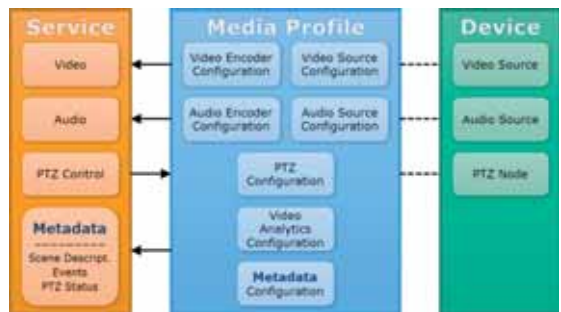 Service
Media Profile
Device
Video
Video Encoder
Configuration
Video Source
Configuration
Video Source
Audio
Audio Encoder
Configuration
Audio Source
Configuration
Audio Source
PTZ Control
PTZ
Configuration
PTZ Node
Metadata
Scene Descript.
Events
PTZ Status
Video
Analytics
Configuration
Metadata
Configuration